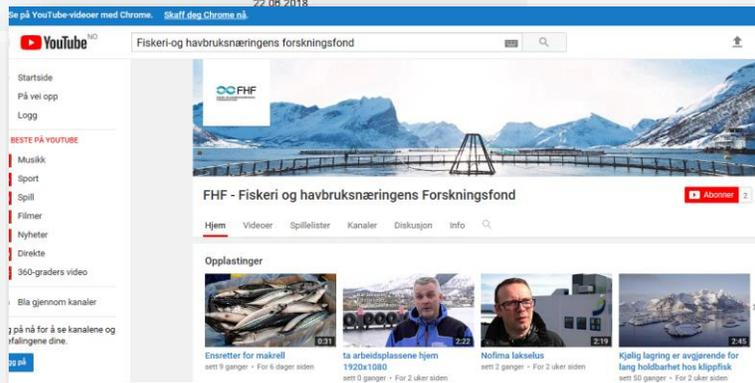 22.06.2018
Se på YouTube-videoer med Chrome. Skaff deg Chrome nå.
YouTube NO
Fiskeri-og havbruksnæringens forskningsfond
Startside
På vei opp
Logg
BESTE PÅ YOUTUBE
Musikk
Sport
Spill
Filmer
Nyheter
Direkte
360-graders video
Bla gjennom kanaler
g på nå for å se kanalene og
efalingene dine.
gg på
FHF
FHF - Fiskeri og havbruksnæringens Forskningsfond
Abonner 2
Hjem Videoer Spillelister Kanaler Diskusjon Info
Opplastinger
0:31
2:22
2:19
2:45
Ensretter for makrell
sett 9 ganger • For 6 dager siden
ta arbeidsplassene hjem
1920x1080
sett 0 ganger • For 2 uker siden
Nofima lakselus
sett 2 ganger • For 2 uker siden
Kjølig lagring er avgjørende for
lang holdbarhet hos klippfisk
sett 50 ganger • For 2 uker siden